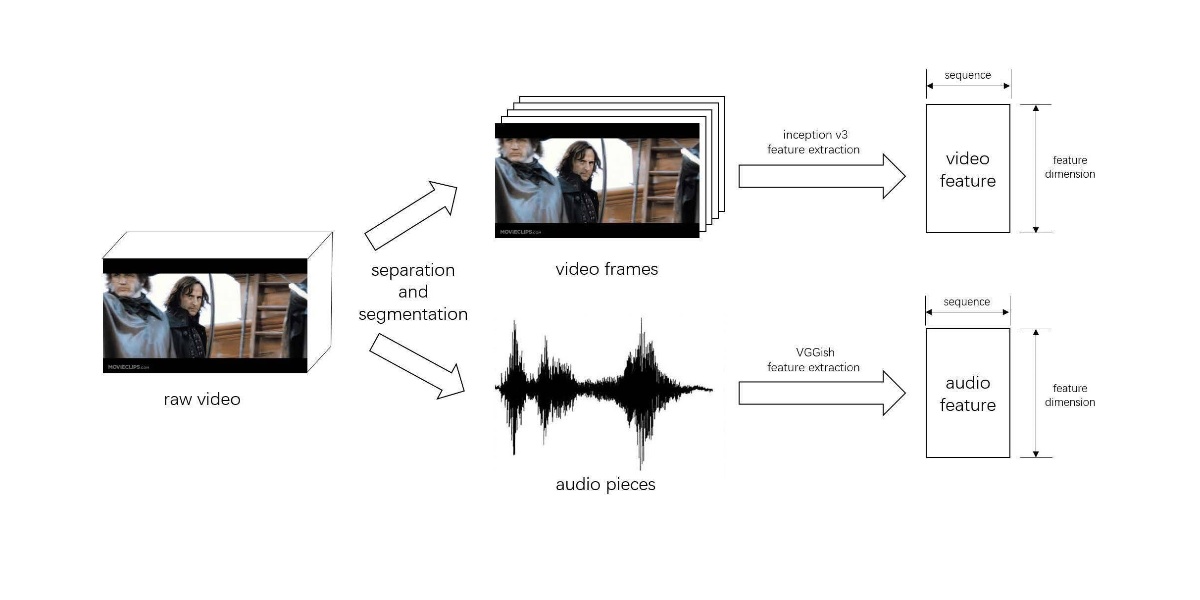 raw video
MOVIECLIPS.COM
separation
and
segmentation
MOVIECLIPS.COM
video frames
audio pieces
inception v3
feature extraction
VGGish
feature extraction
sequence
video
feature
feature
dimension
sequence
audio
feature
feature
dimension